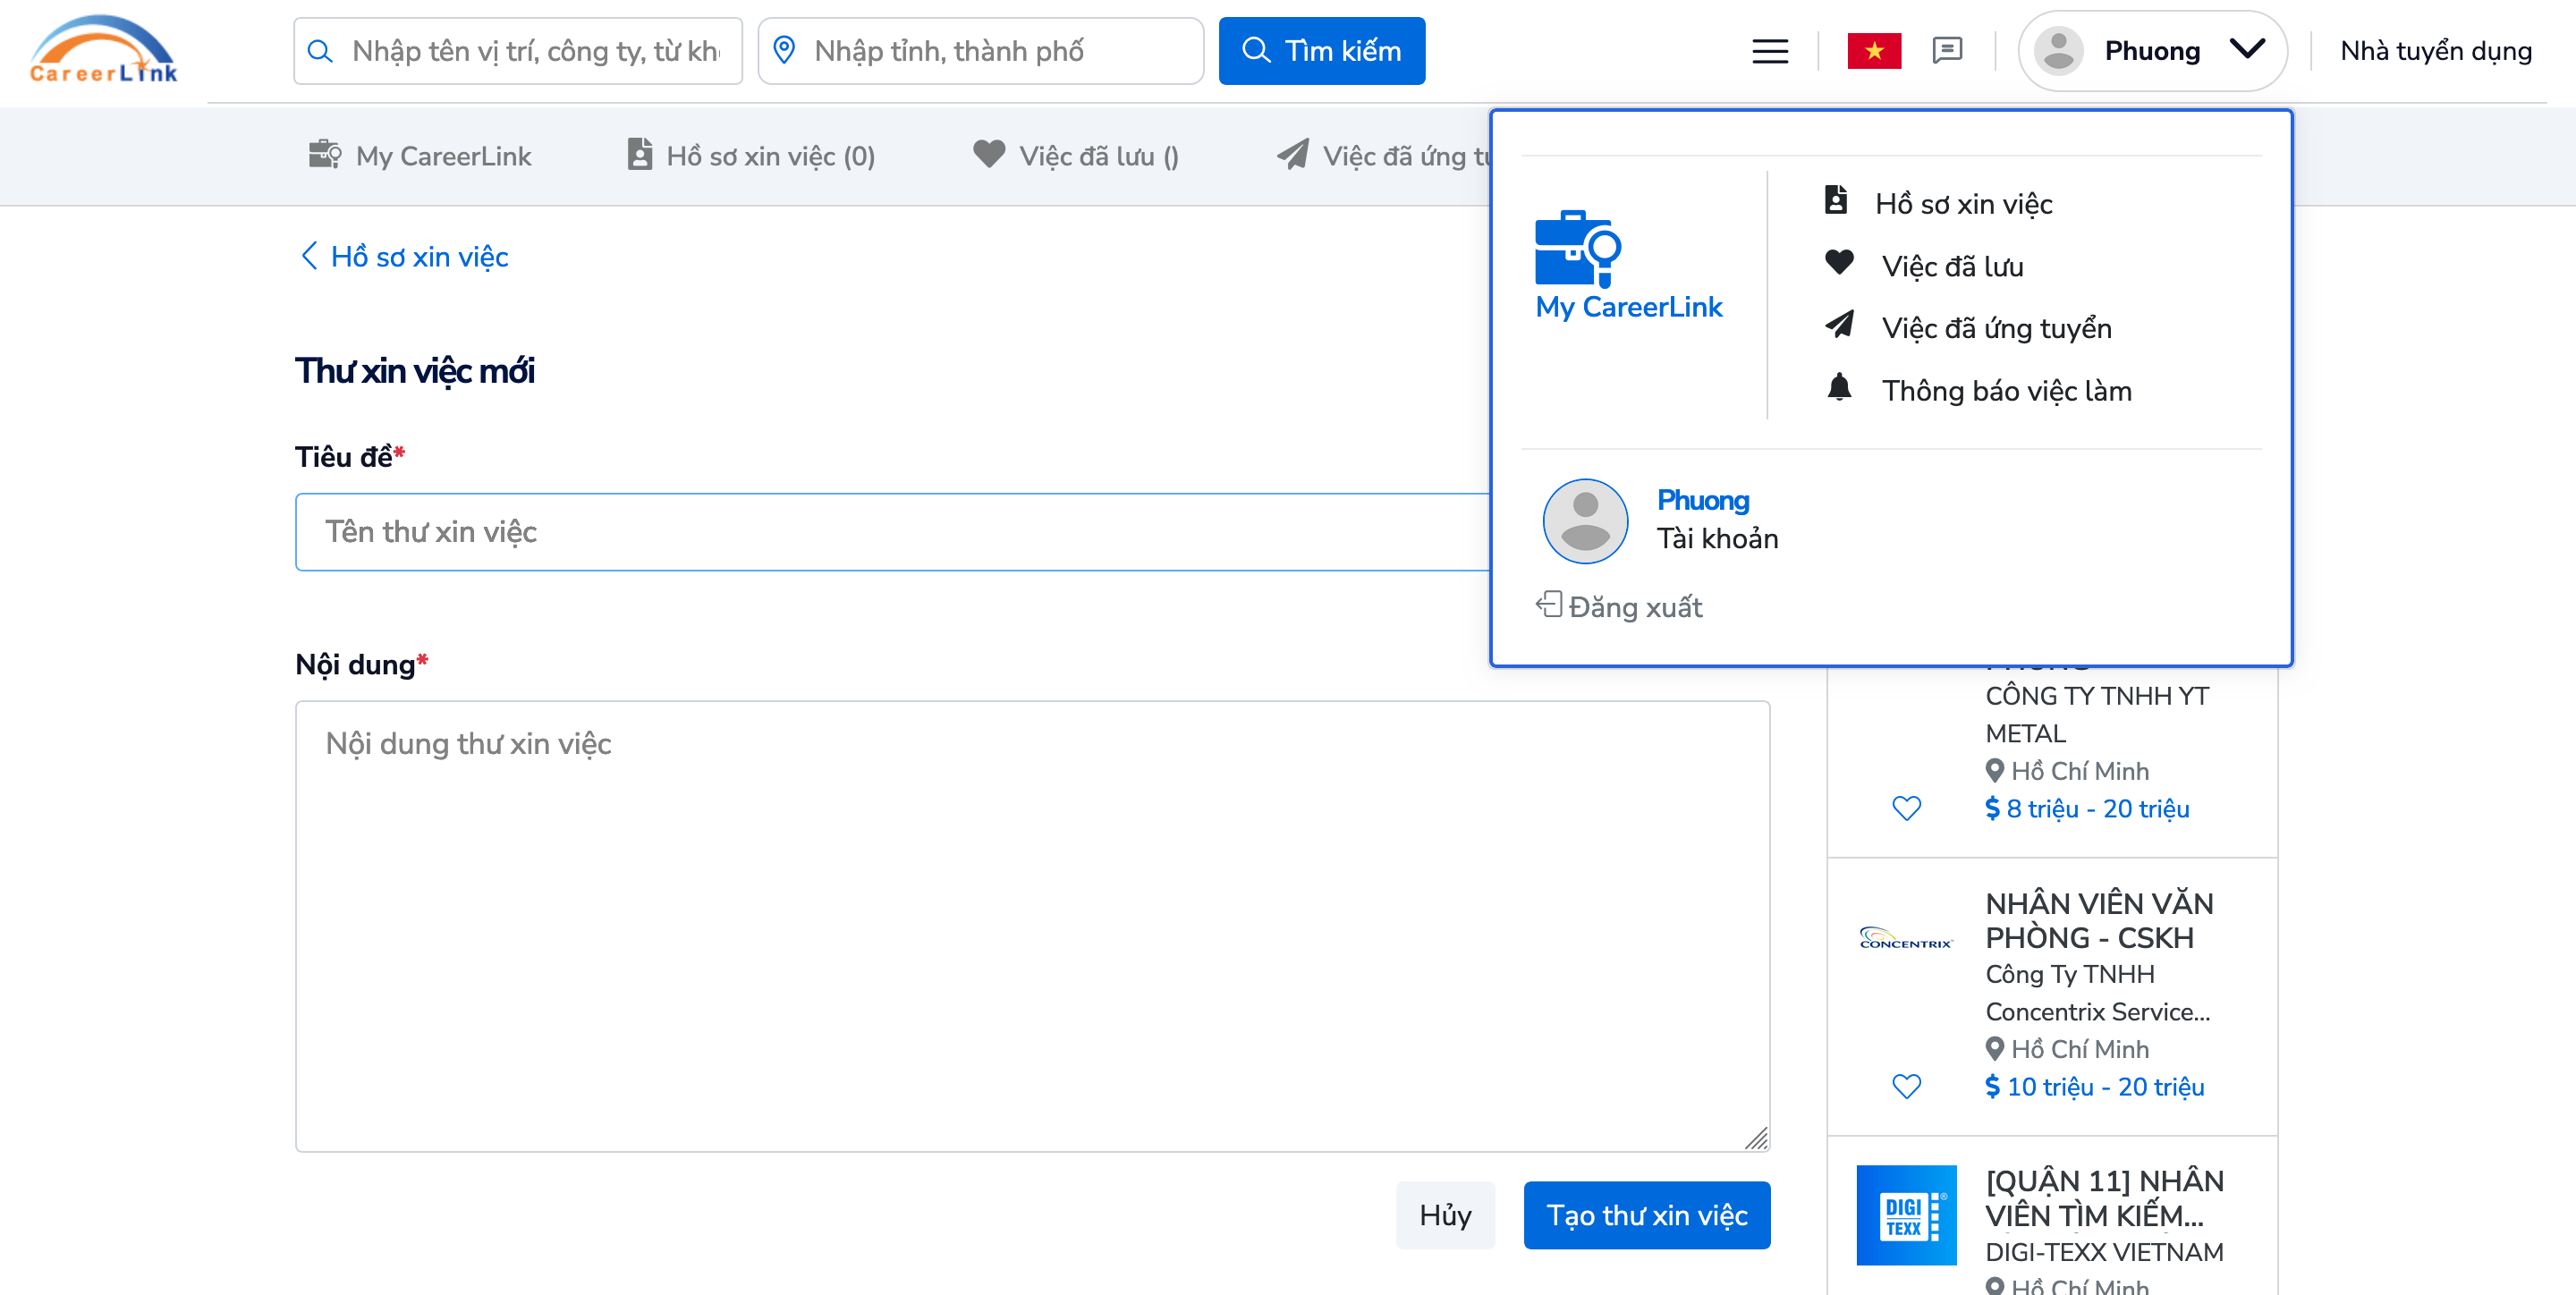 CareerLink
Nhập tên vị trí, công ty, từ
Nhập tỉnh, thành phố
Tìm kiếm
Phuong
Nhà tuyển dụng
My CareerLink
Hồ sơ xin việc (0)
Việc đã lưu ()
Việc đã ứng
Hồ sơ xin việc
Việc đã lưu
Việc đã ứng tuyển
Thông báo việc làm
My CareerLink
Phuong
Tài khoản
Đăng xuất
Hồ sơ xin việc
Thư xin việc mới
Tiêu đề*
Tên thư xin việc
Nội dung*
Nội dung thư xin việc
Hủy
Tạo thư xin việc
CÔNG TY TNHH YT
METAL
Hồ Chí Minh
$ 8 triệu - 20 triệu
CONCENTRIX
NHÂN VIÊN VĂN
PHÒNG - CSKH
Công Ty TNHH
Concentrix Service...
Hồ Chí Minh
$ 10 triệu - 20 triệu
DIGI
TEXX
[QUẬN 11] NHÂN
VIÊN TÌM KIẾM...
DIGI-TEXX VIETNAM
Hồ Chí Minh